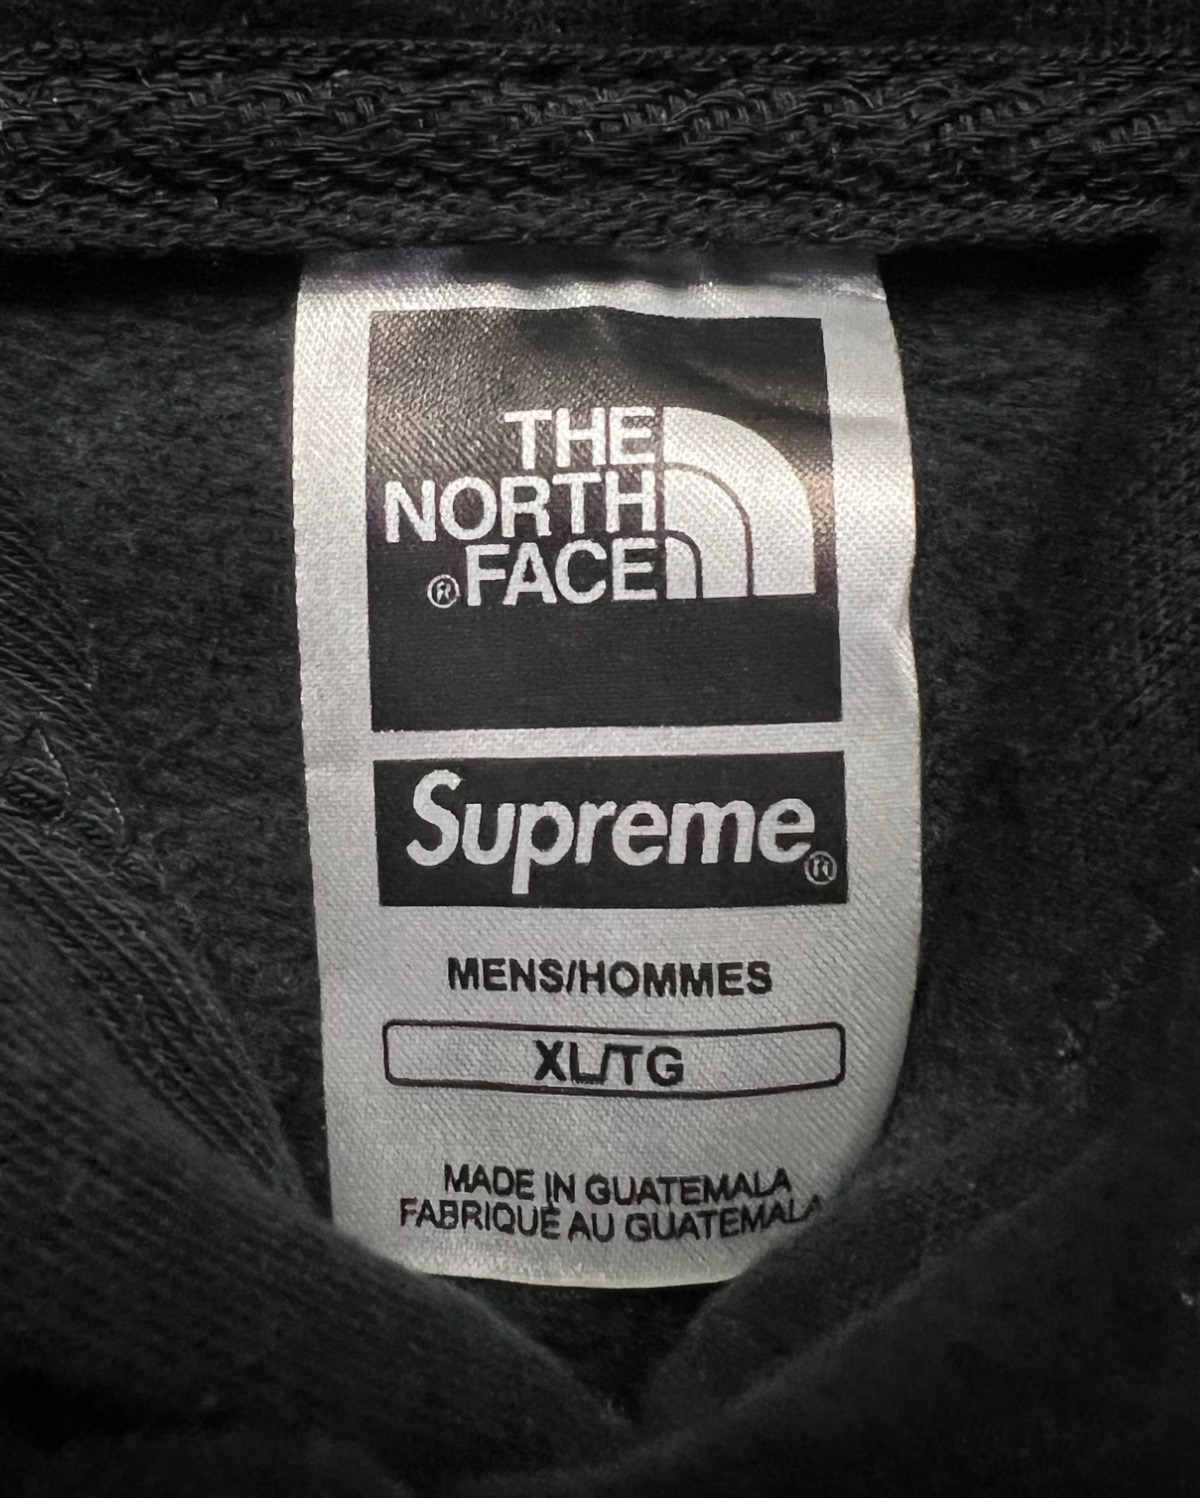 THE
NORTH
®FACE
Supreme®
MENS/HOMMES
XL/TG
MADE IN GUATEMALA
FABRIQUÉ AU GUATEMALA